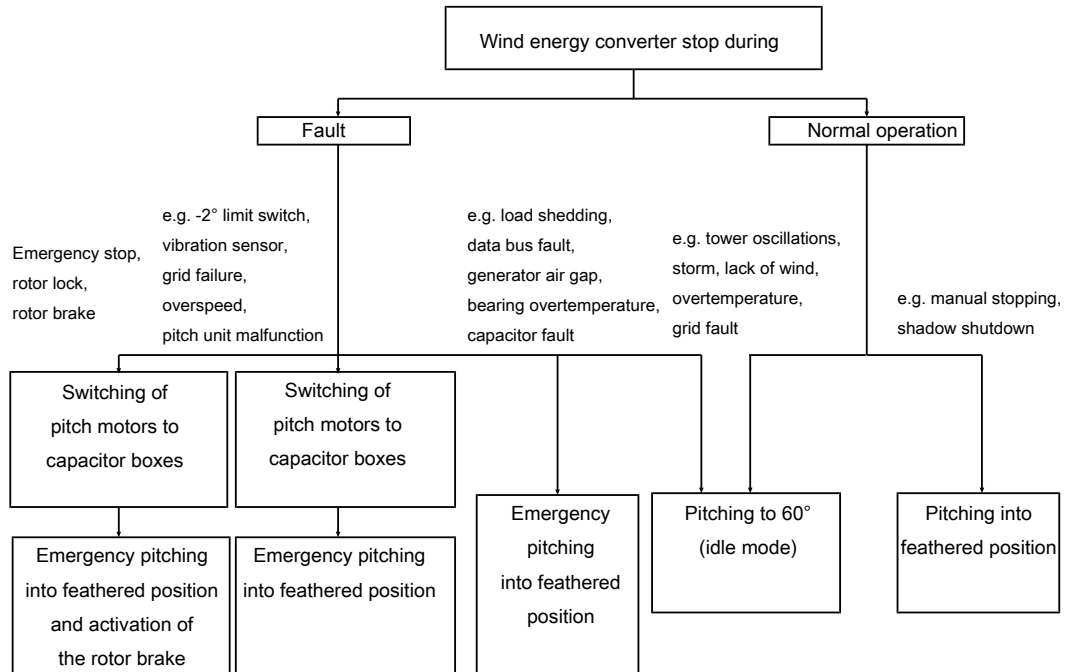 Wind energy converter stop during
Fault
Normal operation
Emergency stop,
rotor lock,
rotor brake
e.g. -2° limit switch,
vibration sensor,
grid failure,
overspeed,
pitch unit malfunction
e.g. load shedding,
data bus fault,
generator air gap,
bearing overtemperature,
capacitor fault
e.g. tower oscillations,
storm, lack of wind,
overtemperature,
grid fault
e.g. manual stopping,
shadow shutdown
Switching of
pitch motors to
capacitor boxes
Switching of
pitch motors to
capacitor boxes
Emergency
pitching
into feathered
position
Pitching to 60°
(idle mode)
Pitching into
feathered position
Emergency pitching
into feathered position
and activation of
the rotor brake
Emergency pitching
into feathered position